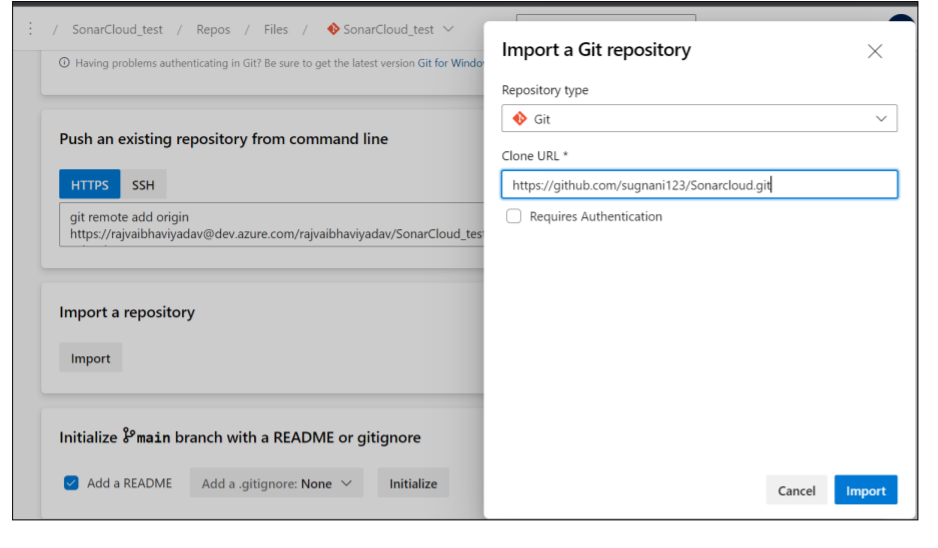 / SonarCloud_test / Repos / Files / SonarCloud_test
Having problems authenticating in Git? Be sure to get the latest version Git for Windo
Push an existing repository from command line
HTTPS SSH
git remote add origin
https://rajvaibhaviyadav@dev.azure.com/rajvaibhaviyadav/SonarCloud_tes
Import a repository
Import
Initialize main branch with a README or gitignore
Add a README Add a .gitignore: None Initialize
Import a Git repository
Repository type
Git
Clone URL *
https://github.com/sugnani123/Sonarcloud.git
Requires Authentication
Cancel Import